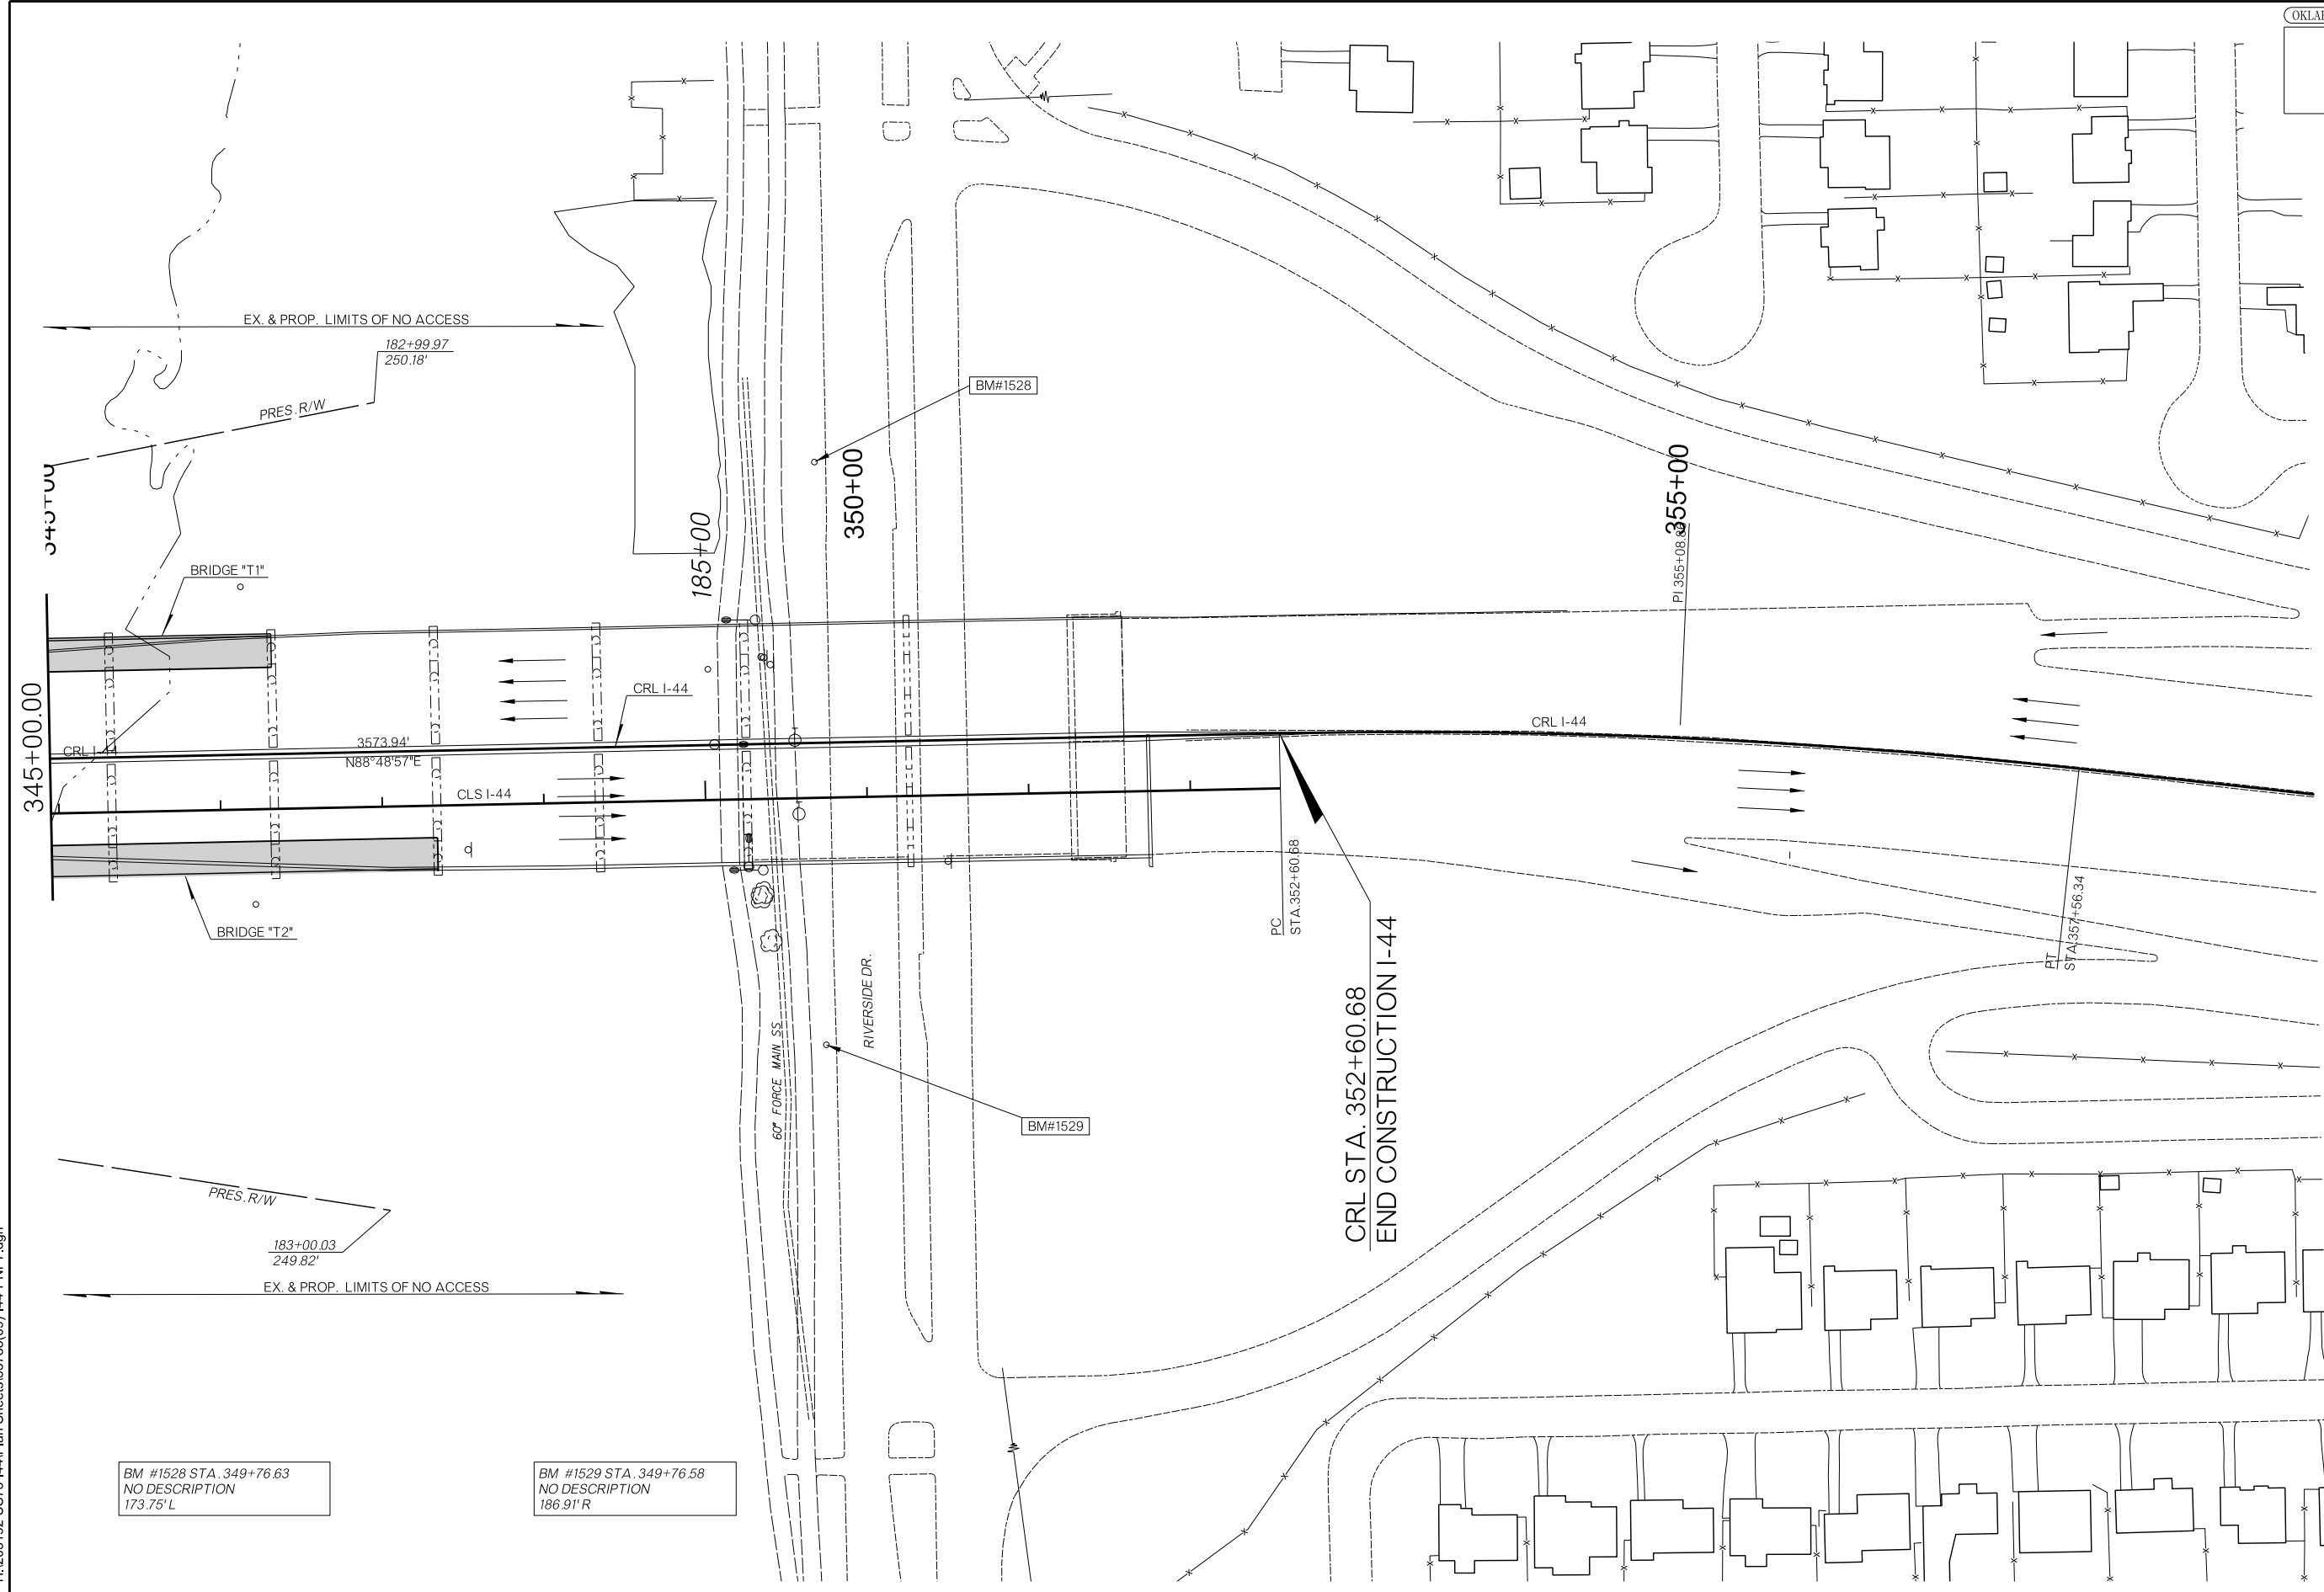 EX. & PROP. LIMITS OF NO ACCESS
182+99.97
250.18'
PRES. R/W
BM#1528
345+00
185+00
350+00
355+00
PI 355+08.
BRIDGE "T1"
345+00.00
CRL I-44
CRL I-44
3573.94'
N88°48'57"E
CLS I-44
CRL I-44
BRIDGE "T2"
PC
STA.352+60.68
PT
STA.357+56.34
CRL STA. 352+60.68
END CONSTRUCTION I-44
RIVERSIDE DR.
60" FORCE MAIN SS
BM#1529
PRES. R/W
183+00.03
249.82'
EX. & PROP. LIMITS OF NO ACCESS
BM #1528 STA. 349+76.63
NO DESCRIPTION
173.75' L
BM #1529 STA. 349+76.58
NO DESCRIPTION
186.91' R